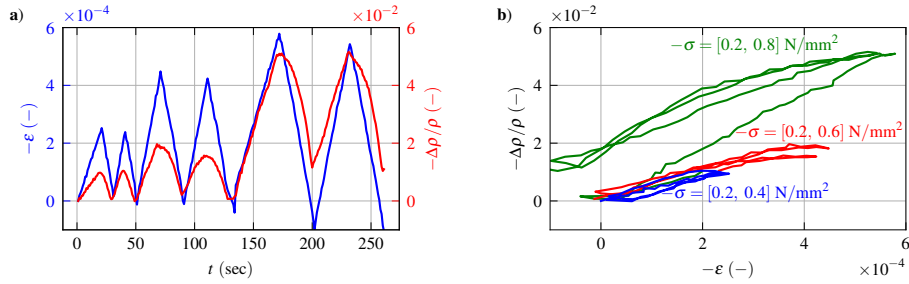 a)
×10⁻⁴
×10⁻²
6
4
2
0
−ε (−)
6
4
2
0
−Δρ/ρ (−)
0
50
100
150
200
250
t (sec)
b)
×10⁻²
6
4
2
0
−Δρ/ρ (−)
−σ = [0.2, 0.8] N/mm²
−σ = [0.2, 0.6] N/mm²
−σ = [0.2, 0.4] N/mm²
0
2
4
6
−ε (−)
×10⁻⁴